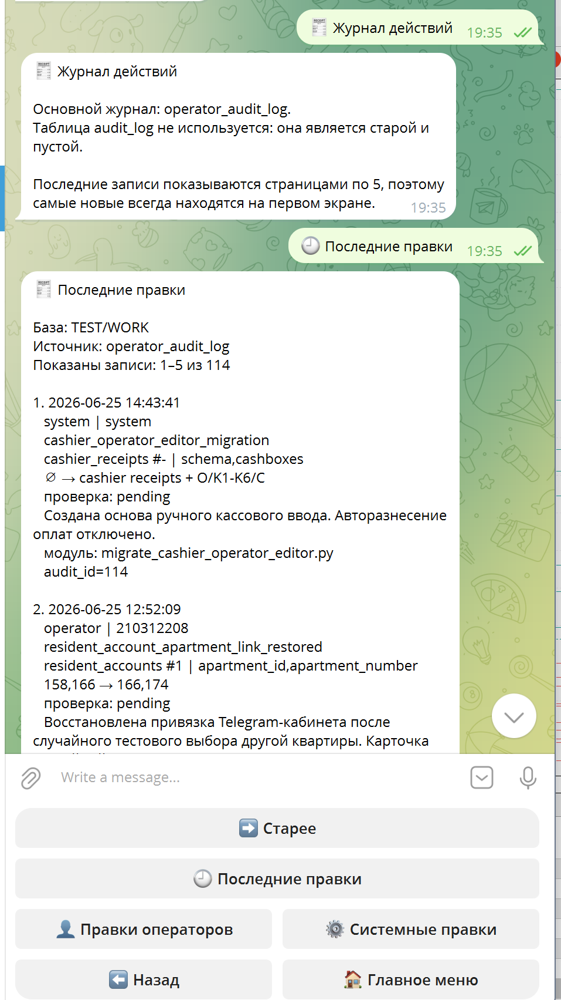 Журнал действий 19:35
Журнал действий
Основной журнал: operator_audit_log.
Таблица audit_log не используется: она является старой и
пустой.
Последние записи показываются страницами по 5, поэтому
самые новые всегда находятся на первом экране. 19:35
Последние правки 19:35
Последние правки
База: TEST/WORK
Источник: operator_audit_log
Показаны записи: 1–5 из 114
1. 2026-06-25 14:43:41
system | system
cashier_operator_editor_migration
cashier_receipts #- | schema,cashboxes
∅ → cashier receipts + O/K1-K6/C
проверка: pending
Создана основа ручного кассового ввода. Авторазнесение
оплат отключено.
модуль: migrate_cashier_operator_editor.py
audit_id=114
2. 2026-06-25 12:52:09
operator | 210312208
resident_account_apartment_link_restored
resident_accounts #1 | apartment_id,apartment_number
158,166 → 166,174
проверка: pending
Восстановлена привязка Telegram-кабинета после
случайного тестового выбора другой квартиры. Карточка
Write a message...
Старее
Последние правки
Правки операторов
Системные правки
Назад
Главное меню